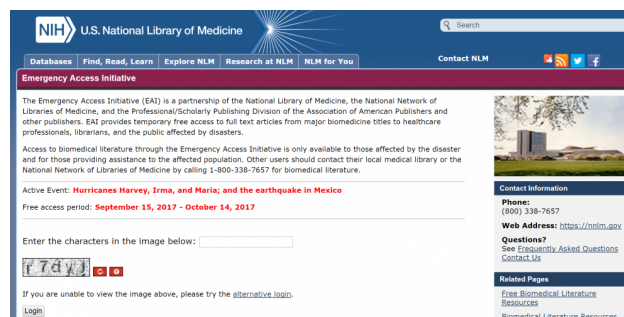 NIH U.S. National Library of Medicine
Search
Databases Find, Read, Learn Explore NLM Research at NLM NLM for You Contact NLM
Emergency Access Initiative
The Emergency Access Initiative (EAI) is a partnership of the National Library of Medicine, the National Network of
Libraries of Medicine, and the Professional/Scholarly Publishing Division of the Association of American Publishers and
other publishers. EAI provides temporary free access to full text articles from major biomedicine titles to healthcare
professionals, librarians, and the public affected by disasters.
Access to biomedical literature through the Emergency Access Initiative is only available to those affected by the disaster
and for those providing assistance to the affected population. Other users should contact their local medical library or the
National Network of Libraries of Medicine by calling 1-800-338-7657 for biomedical literature.
Active Event: Hurricanes Harvey, Irma, and Maria; and the earthquake in Mexico
Free access period: September 15, 2017 - October 14, 2017
Enter the characters in the image below:
If you are unable to view the image above, please try the alternative login.
Login
Contact Information
Phone:
(800) 338-7657
Web Address: https://nnlm.gov
Questions?
See Frequently Asked Questions
Contact Us
Related Pages
Free Biomedical Literature
Resources
Biomedical Literature Resources